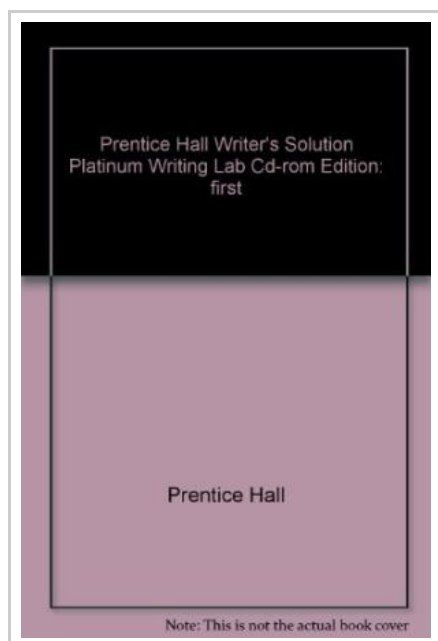 Prentice Hall Writer's Solution
Platinum Writing Lab Cd-rom Edition:
first
Prentice Hall
Note: This is not the actual book cover